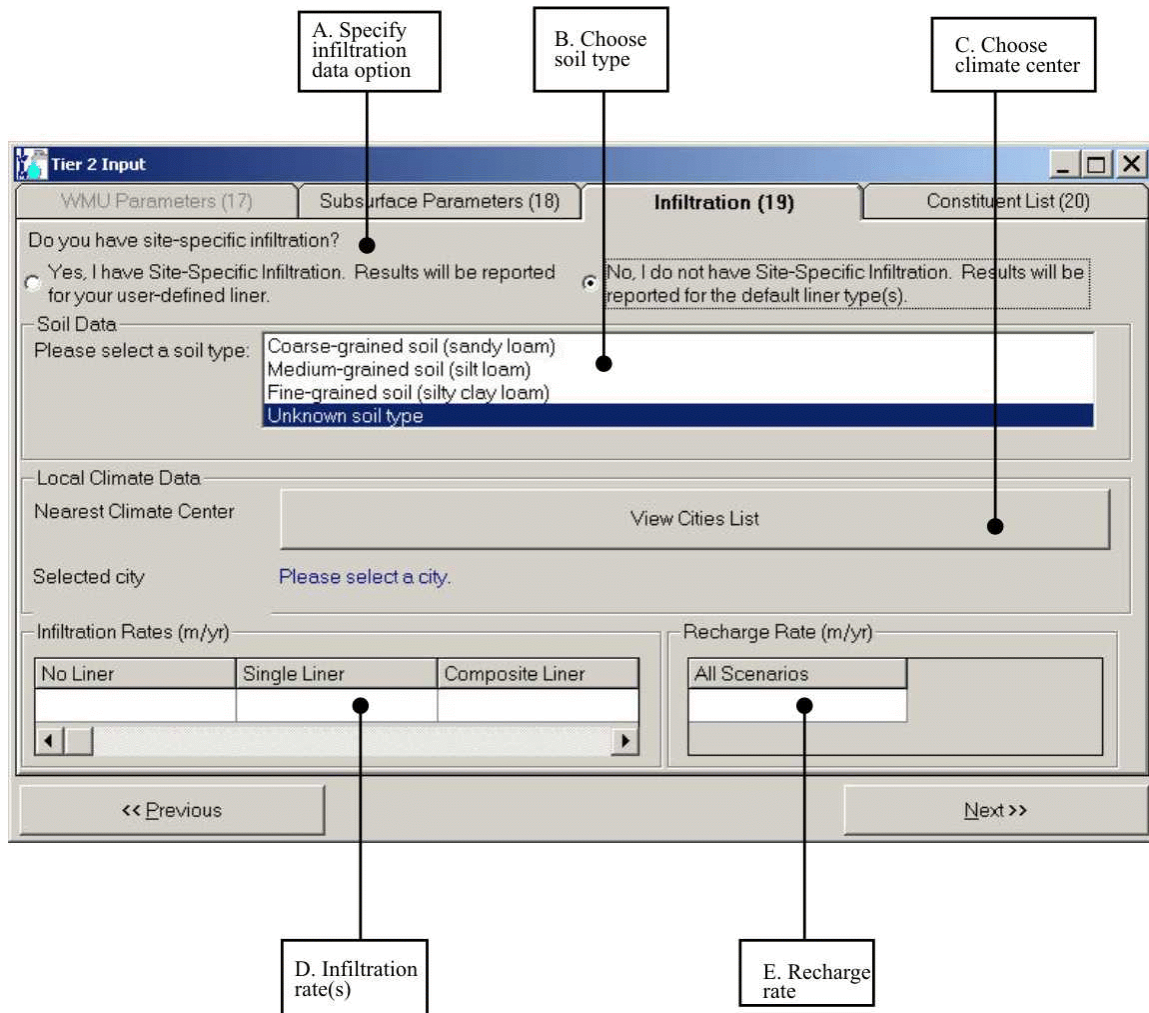 A. Specify
infiltration
data option
B. Choose
soil type
C. Choose
climate center
Tier 2 Input
WMU Parameters (17)
Subsurface Parameters (18)
Infiltration (19)
Constituent List (20)
Do you have site-specific infiltration?
Yes, I have Site-Specific Infiltration. Results will be reported
for your user-defined liner.
No, I do not have Site-Specific Infiltration. Results will be
reported for the default liner type(s).
Soil Data
Please select a soil type:
Coarse-grained soil (sandy loam)
Medium-grained soil (silt loam)
Fine-grained soil (silty clay loam)
Unknown soil type
Local Climate Data
Nearest Climate Center
View Cities List
Selected city
Please select a city.
Infiltration Rates (m/yr)
No Liner
Single Liner
Composite Liner
Recharge Rate (m/yr)
All Scenarios
<< Previous
Next >>
D. Infiltration
rate(s)
E. Recharge
rate